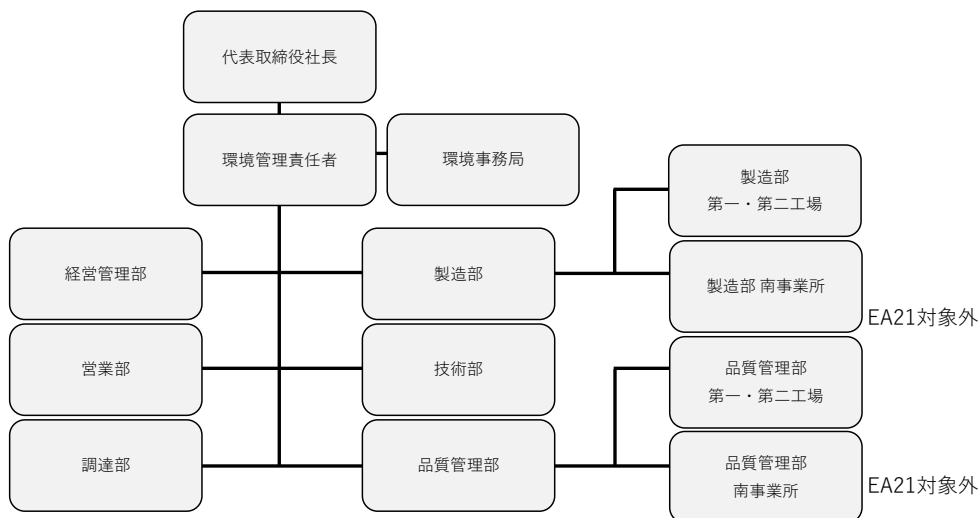 代表取締役社長
環境管理責任者
環境事務局
製造部
第一・第二工場
経営管理部
製造部
製造部 南事業所
EA21対象外
営業部
技術部
品質管理部
第一・第二工場
調達部
品質管理部
品質管理部
南事業所
EA21対象外